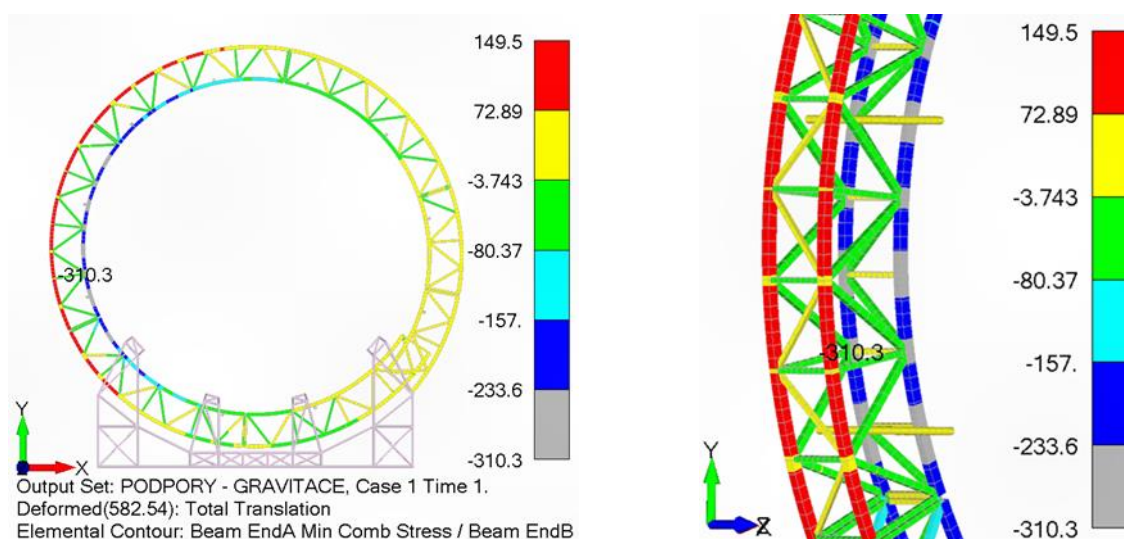 149.5
72.89
-3.743
-80.37
-157.
-233.6
-310.3
-310.3
Y
X
Output Set: PODPORY - GRAVITACE, Case 1 Time 1.
Deformed(582.54): Total Translation
Elemental Contour: Beam EndA Min Comb Stress / Beam EndB
149.5
72.89
-3.743
-80.37
-157.
-233.6
-310.3
-310.3
Y